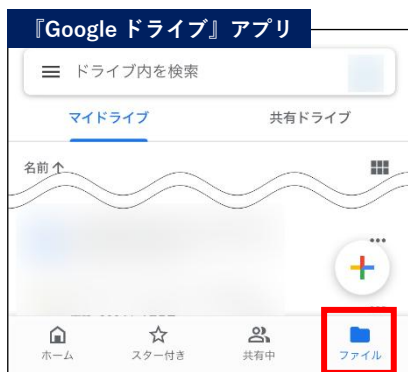 『Google ドライブ』アプリ
ドライブ内を検索
マイドライブ
共有ドライブ
名前↑
ホーム
スター付き
共有中
ファイル